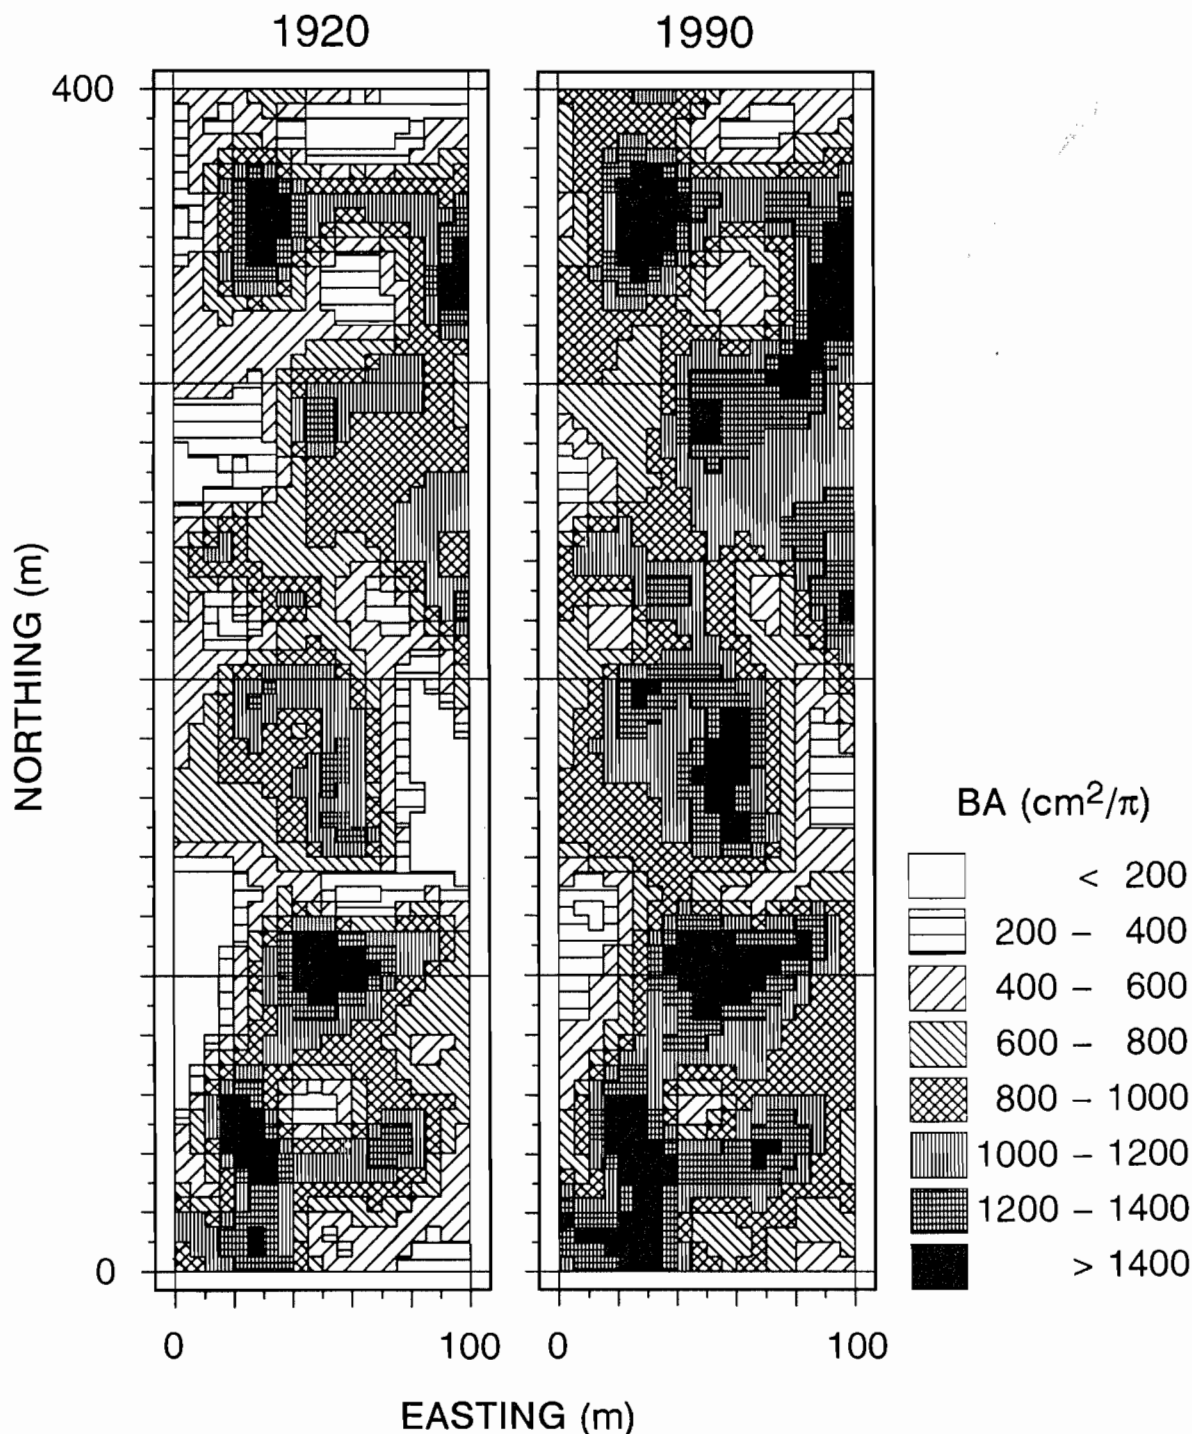 1920 1990
400
NORTHING (m)
0
0 100 0 100
EASTING (m)
BA (cm²/π)
< 200
200 – 400
400 – 600
600 – 800
800 – 1000
1000 – 1200
1200 – 1400
> 1400